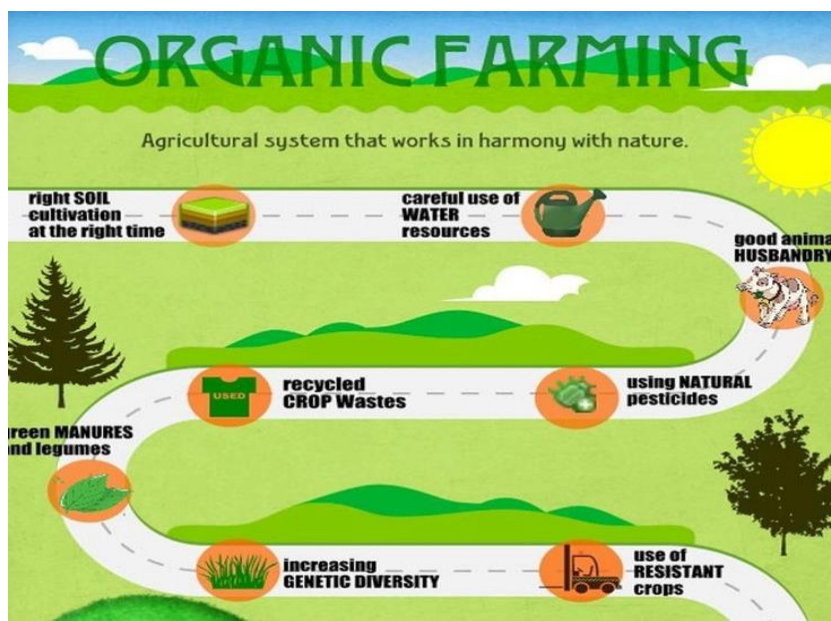 ORGANIC FARMING
Agricultural system that works in harmony with nature.
right SOIL
cultivation
at the right time
careful use of
WATER
resources
good anima
HUSBANDRY
using NATURAL
pesticides
recycled
CROP Wastes
USED
reen MANURES
nd legumes
increasing
GENETIC DIVERSITY
use of
RESISTANT
crops